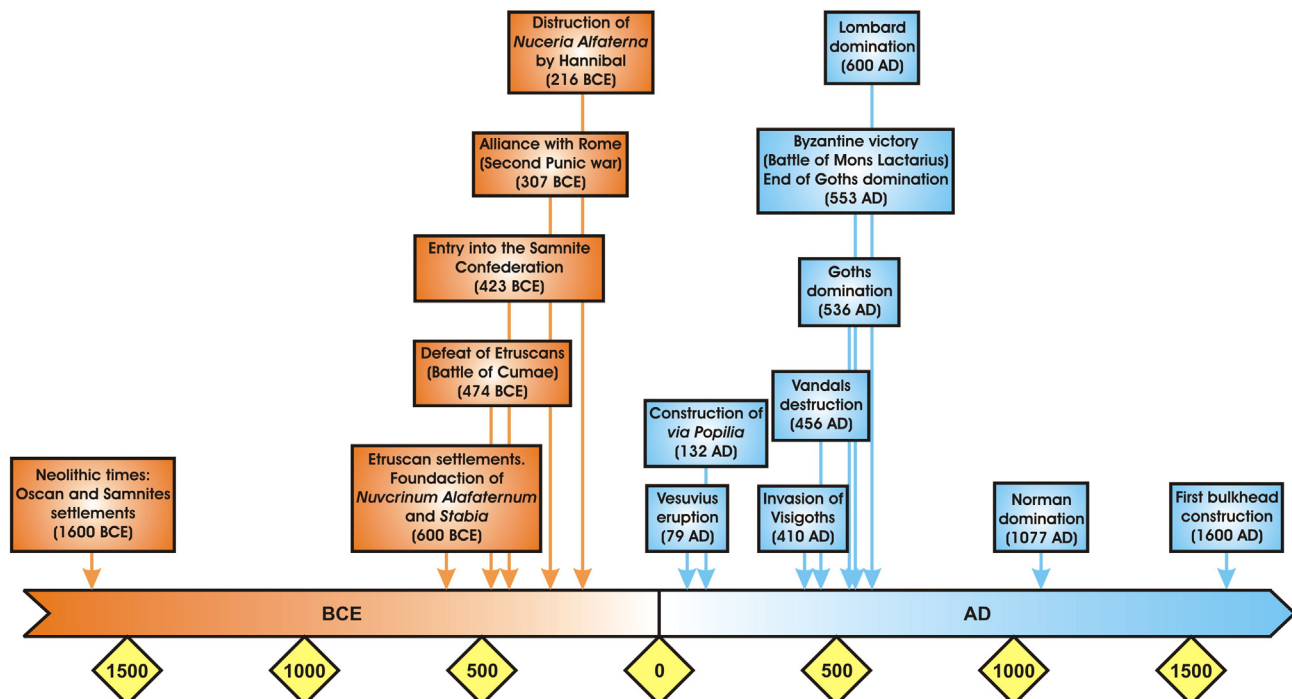 Distruction of
Nuceria Alfaterna
by Hannibal
(216 BCE)
Alliance with Rome
(Second Punic war)
(307 BCE)
Entry into the Samnite
Confederation
(423 BCE)
Defeat of Etruscans
(Battle of Cumae)
(474 BCE)
Etruscan settlements.
Foundaction of
Nuvcrinum Alafaternum
and Stabia
(600 BCE)
Neolithic times:
Oscan and Samnites
settlements
(1600 BCE)
Lombard
domination
(600 AD)
Byzantine victory
(Battle of Mons Lactarius)
End of Goths domination
(553 AD)
Goths
domination
(536 AD)
Vandals
destruction
(456 AD)
Construction of
via Popilia
(132 AD)
Vesuvius
eruption
(79 AD)
Invasion of
Visigoths
(410 AD)
Norman
domination
(1077 AD)
First bulkhead
construction
(1600 AD)
BCE
AD
1500
1000
500
0
500
1000
1500